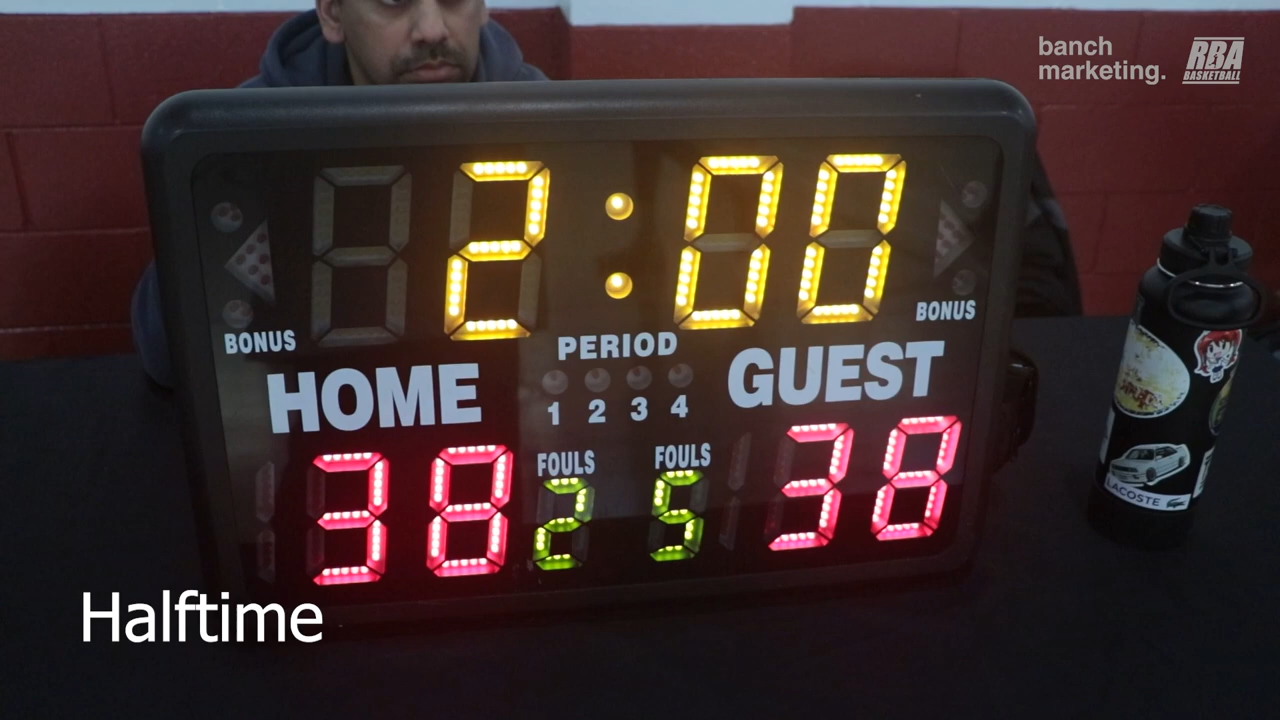 banch
marketing.
RBA
BASKETBALL
2:00
BONUS
PERIOD
BONUS
HOME
GUEST
1 2 3 4
FOULS
FOULS
38
2
5
38
LACOSTE
Halftime